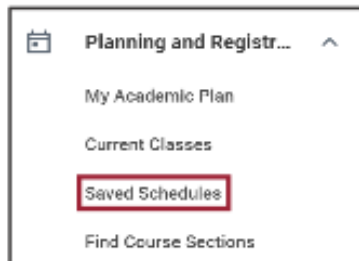 Planning and Registr...
My Academic Plan
Current Classes
Saved Schedules
Find Course Sections